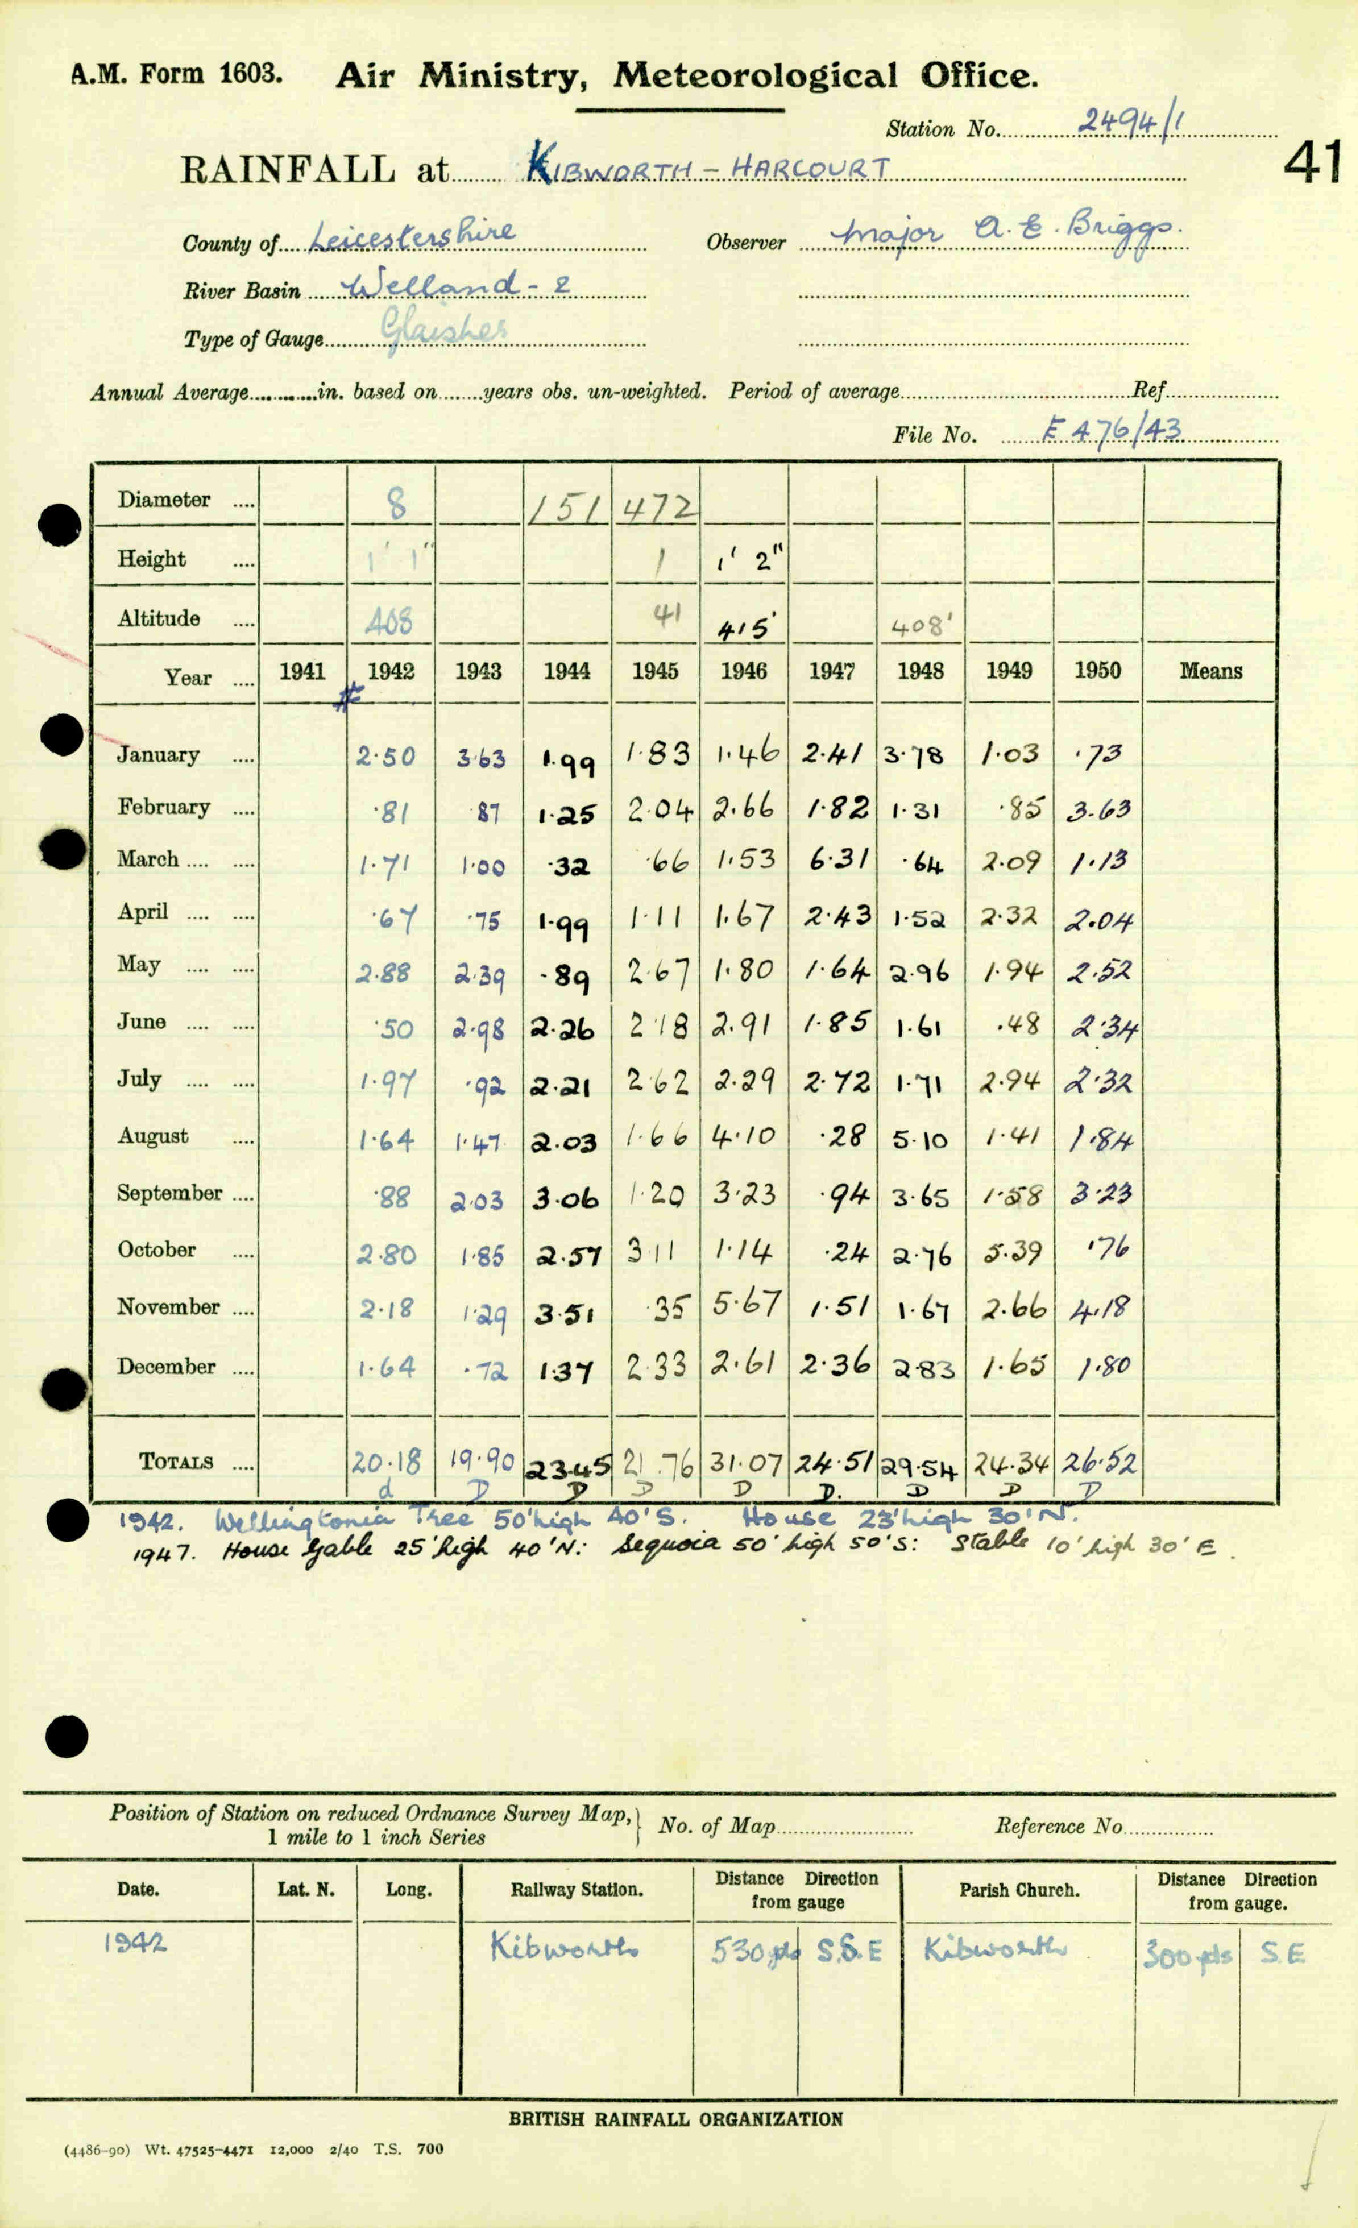 A.M. Form 1603. Air Ministry, Meteorological Office.
Station No. 2494/1
RAINFALL at KIBWORTH - HARCOURT 41
County of Leicestershire Observer Major A. E. Briggs.
River Basin Welland - 2
Type of Gauge Glaisher
Annual Average in. based on years obs. un-weighted. Period of average Ref.
File No. E 476/43
Diameter 8 151 472
Height 1' 1" 1 1' 2"
Altitude 408 41 415' 408'
Year 1941 1942 1943 1944 1945 1946 1947 1948 1949 1950 Means
January 2.50 3.63 1.99 1.83 1.46 2.41 3.78 1.03 .73
February .81 .87 1.25 2.04 2.66 1.82 1.31 .85 3.63
March 1.71 1.00 .32 .66 1.53 6.31 .64 2.09 1.13
April .67 .75 1.99 1.11 1.67 2.43 1.52 2.32 2.04
May 2.88 2.39 .89 2.67 1.80 1.64 2.96 1.94 2.52
June .50 2.98 2.26 2.18 2.91 1.85 1.61 .48 2.34
July 1.97 .92 2.21 2.62 2.29 2.72 1.71 2.94 2.32
August 1.64 1.47 2.03 1.66 4.10 .28 5.10 1.41 1.84
September .88 2.03 3.06 1.20 3.23 .94 3.65 1.58 3.23
October 2.80 1.85 2.57 3.11 1.14 .24 2.76 5.39 .76
November 2.18 1.29 3.51 .35 5.67 1.51 1.67 2.66 4.18
December 1.64 .72 1.37 2.33 2.61 2.36 2.83 1.65 1.80
TOTALS 20.18 19.90 23.45 21.76 31.07 24.51 29.54 24.34 26.52
d D D D D D. D D D
1942. Wellingtonia Tree 50' high 40' S. House 23' high 30' N.
1947. House gable 25' high 40' N: Sequoia 50' high 50' S: Stable 10' high 30' E.
Position of Station on reduced Ordnance Survey Map, 1 mile to 1 inch Series No. of Map Reference No.
Date. Lat. N. Long. Railway Station. Distance from gauge Direction Parish Church. Distance from gauge. Direction
1942 Kibworth 530 yds S.S.E Kibworth 300 yds S.E
BRITISH RAINFALL ORGANIZATION
(4486-90) Wt. 47525-4471 12,000 2/40 T.S. 700